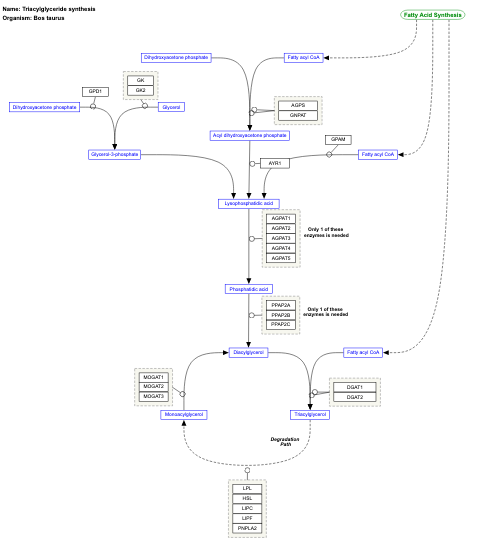 Name: Triacylglyceride synthesis
Organism: Bos taurus
Fatty Acid Synthesis
Dihydroxyacetone phosphate
Fatty acyl CoA
GPD1
GK
GK2
Dihydroxyacetone phosphate
Glycerol
AGPS
GNPAT
Acyl dihydroxyacetone phosphate
GPAM
Glycerol-3-phosphate
AYR1
Fatty acyl CoA
Lysophosphatidic acid
AGPAT1
AGPAT2
AGPAT3
AGPAT4
AGPAT5
Only 1 of these
enzymes is needed
Phosphatidic acid
PPAP2A
PPAP2B
PPAP2C
Only 1 of these
enzymes is needed
Diacylglycerol
Fatty acyl CoA
MOGAT1
MOGAT2
MOGAT3
DGAT1
DGAT2
Monoacylglycerol
Triacylglycerol
Degradation
Path
LPL
HSL
LIPC
LIPF
PNPLA2